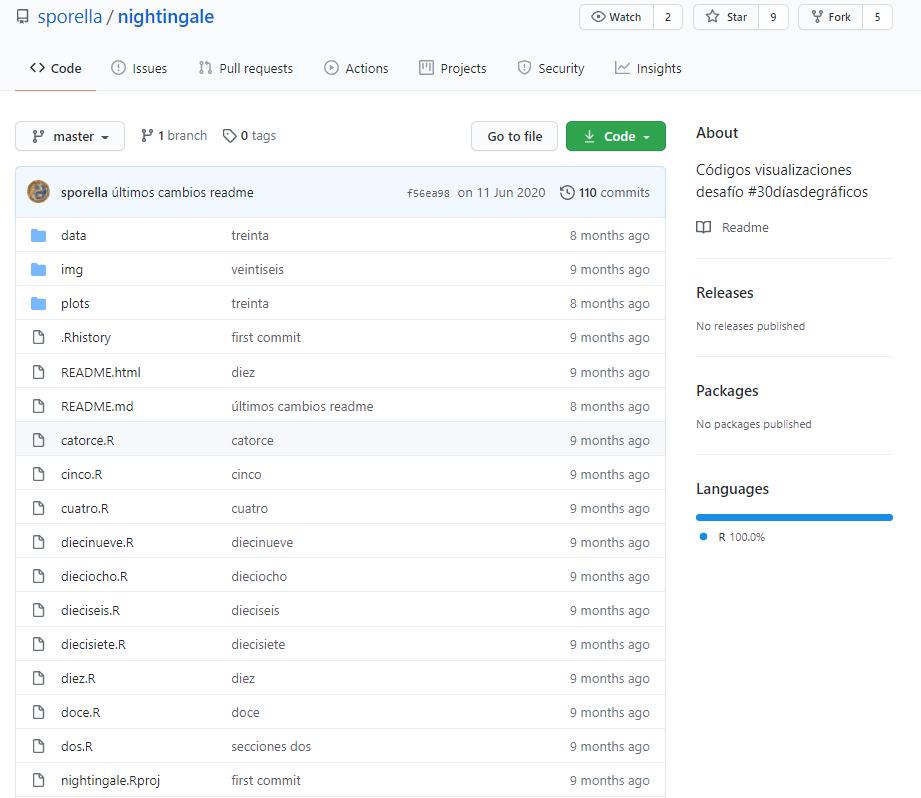 sporella / nightingale
Watch 2 Star 9 Fork 5
Code Issues Pull requests Actions Projects Security Insights
master 1 branch 0 tags Go to file Code
sporella últimos cambios readme f56ea98 on 11 Jun 2020 110 commits
data treinta 8 months ago
img veintiseis 9 months ago
plots treinta 8 months ago
.Rhistory first commit 9 months ago
README.html diez 9 months ago
README.md últimos cambios readme 8 months ago
catorce.R catorce 9 months ago
cinco.R cinco 9 months ago
cuatro.R cuatro 9 months ago
diecinueve.R diecinueve 9 months ago
dieciocho.R dieciocho 9 months ago
dieciseis.R dieciseis 9 months ago
diecisiete.R diecisiete 9 months ago
diez.R diez 9 months ago
doce.R doce 9 months ago
dos.R secciones dos 9 months ago
nightingale.Rproj first commit 9 months ago
About
Códigos visualizaciones
desafío #30díasdegráficos
Readme
Releases
No releases published
Packages
No packages published
Languages
R 100.0%